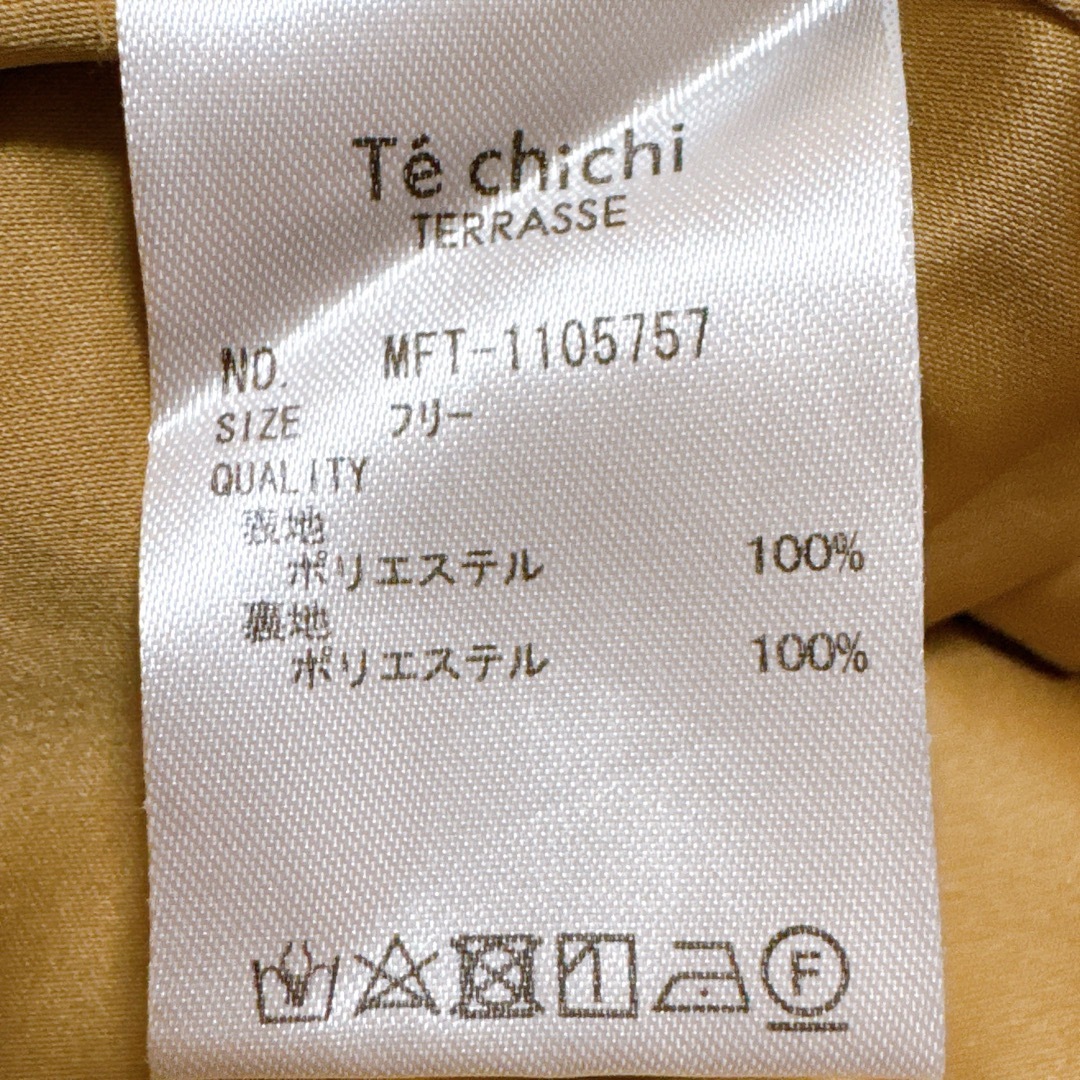 Té chichi
TERRASSE
NO. MFT-1105757
SIZE フリー
QUALITY
表地
ポリエステル 100%
裏地
ポリエステル 100%
F